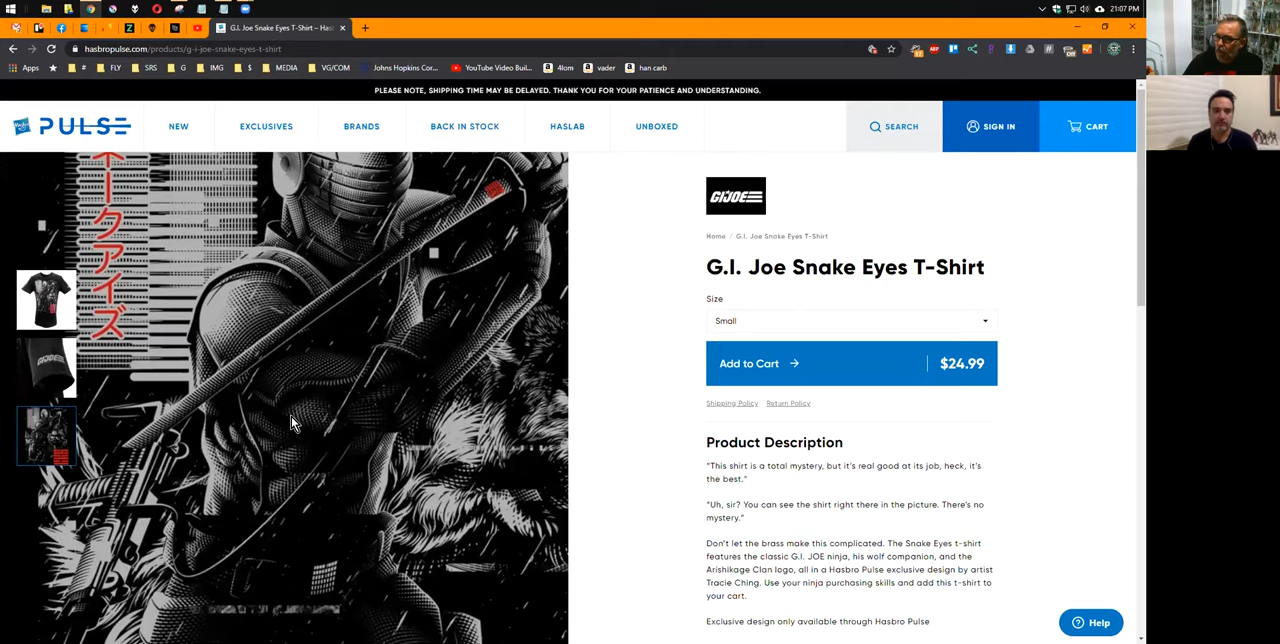 21:07
G.I. Joe Snake Eyes T-Shirt – Has
hasbropulse.com/products/g-i-joe-snake-eyes-t-shirt
Apps
#
FLY
SRS
G
IMG
$
MEDIA
VG/COM
Johns Hopkins Cor...
YouTube Video Buil...
4lom
vader
han carb
PLEASE NOTE, SHIPPING TIME MAY BE DELAYED. THANK YOU FOR YOUR PATIENCE AND UNDERSTANDING.
PULSE
NEW
EXCLUSIVES
BRANDS
BACK IN STOCK
HASLAB
UNBOXED
SEARCH
SIGN IN
CART
ークアイズ
G.I. JOE
Home / G.I. Joe Snake Eyes T-Shirt
G.I. Joe Snake Eyes T-Shirt
Size
Small
Add to Cart → $24.99
Shipping Policy Return Policy
Product Description
"This shirt is a total mystery, but it's real good at its job, heck, it's
the best."
"Uh, sir? You can see the shirt right there in the picture. There's no
mystery."
Don't let the brass make this complicated. The Snake Eyes t-shirt
features the classic G.I. JOE ninja, his wolf companion, and the
Arishikage Clan logo, all in a Hasbro Pulse exclusive design by artist
Tracie Ching. Use your ninja purchasing skills and add this t-shirt to
your cart.
Exclusive design only available through Hasbro Pulse
Help